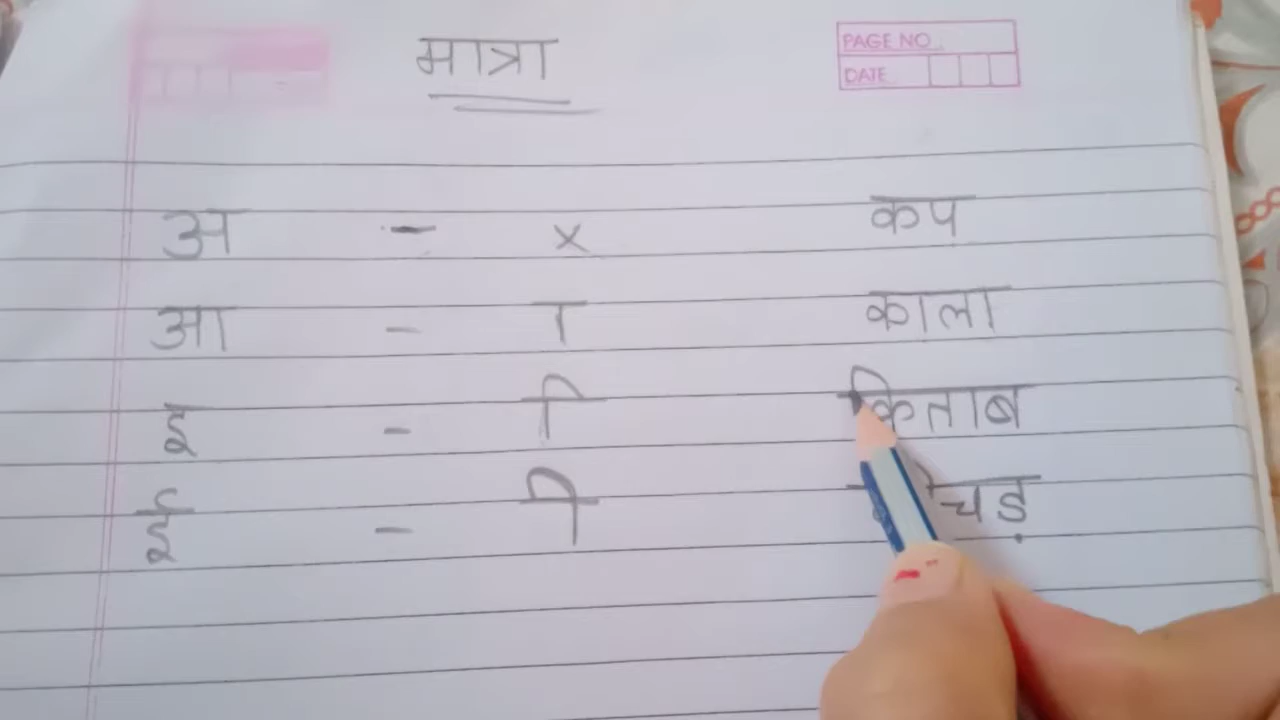 मात्रा
PAGE NO.
DATE
अ - x कप
आ - ा काला
इ - ि किताब
ई - ी